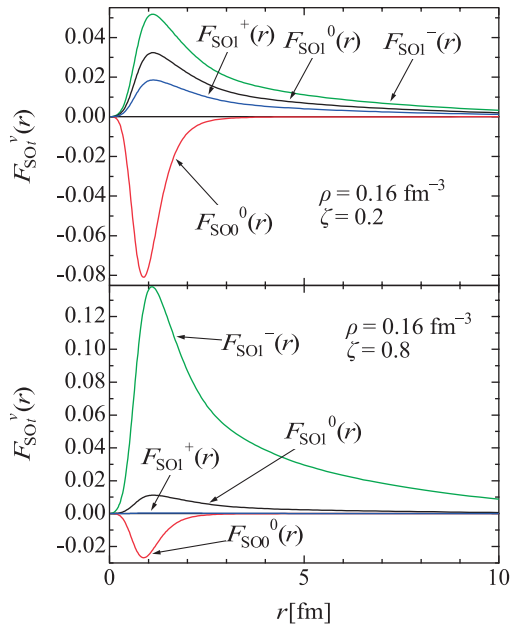 F_SO1^+(r) F_SO1^0(r) F_SO1^-(r)
0.04
0.02
0.00
-0.02
-0.04
-0.06
-0.08
F_SOt^ν(r)
F_SO0^0(r)
ρ = 0.16 fm⁻³
ζ = 0.2
0.12
0.10
0.08
0.06
0.04
0.02
0.00
-0.02
F_SOt^ν(r)
F_SO1^-(r)
ρ = 0.16 fm⁻³
ζ = 0.8
F_SO1^+(r)
F_SO1^0(r)
F_SO0^0(r)
0 5 10
r[fm]